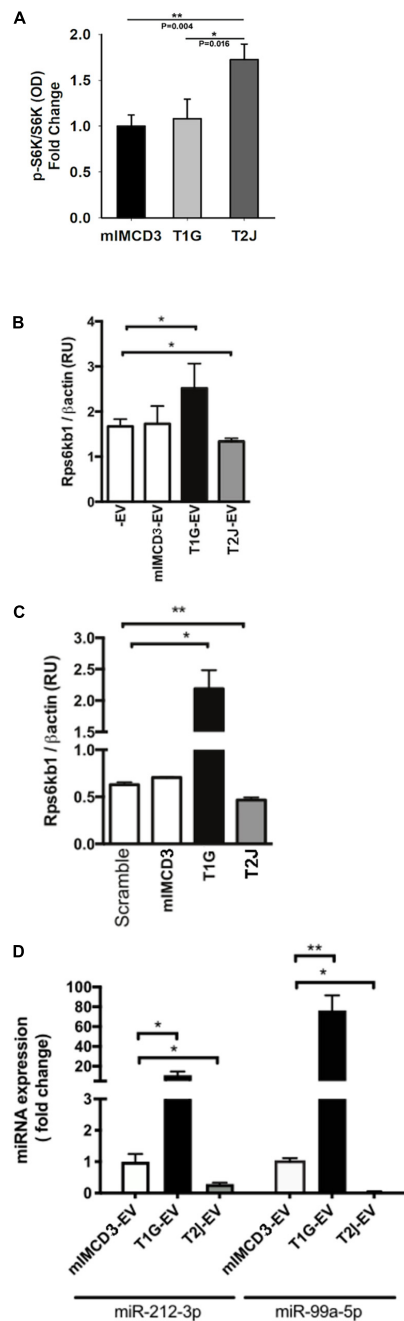 A
**
P=0.004
*
P=0.016
p-S6K/S6K (OD)
Fold Change
2.0
1.5
1.0
0.5
0.0
mIMCD3 T1G T2J
B
*
*
Rps6kb1 / βactin (RU)
4
3
2
1
0
-EV
mIMCD3-EV
T1G-EV
T2J-EV
C
**
*
Rps6kb1 / βactin (RU)
3.0
2.5
2.0
1.5
1.0
0.5
0.0
Scramble
mIMCD3
T1G
T2J
D
**
*
*
*
miRNA expression
( fold change)
100
80
60
40
20
3
2
1
0
mIMCD3-EV
T1G-EV
T2j-EV
mIMCD3-EV
T1G-EV
T2j-EV
miR-212-3p miR-99a-5p